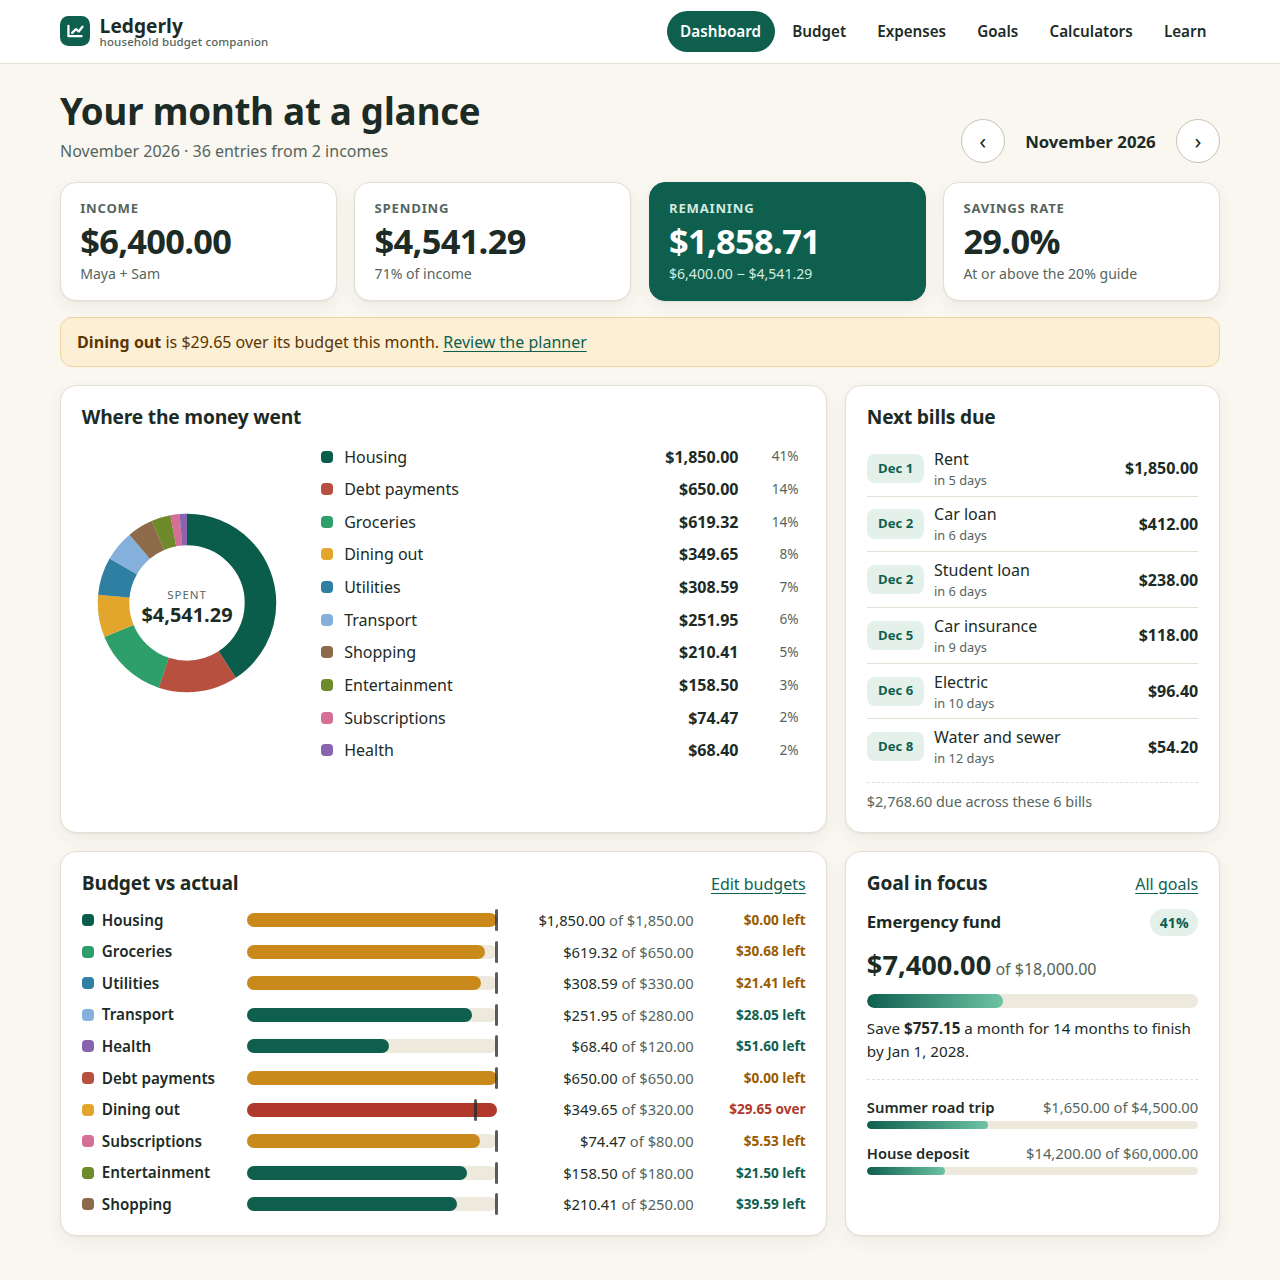 Ledgerly
household budget companion
Dashboard
Budget
Expenses
Goals
Calculators
Learn
Your month at a glance
November 2026 · 36 entries from 2 incomes
‹
November 2026
›
INCOME
$6,400.00
Maya + Sam
SPENDING
$4,541.29
71% of income
REMAINING
$1,858.71
$6,400.00 − $4,541.29
SAVINGS RATE
29.0%
At or above the 20% guide
Dining out is $29.65 over its budget this month. Review the planner
Where the money went
SPENT
$4,541.29
Housing $1,850.00 41%
Debt payments $650.00 14%
Groceries $619.32 14%
Dining out $349.65 8%
Utilities $308.59 7%
Transport $251.95 6%
Shopping $210.41 5%
Entertainment $158.50 3%
Subscriptions $74.47 2%
Health $68.40 2%
Next bills due
Dec 1 Rent $1,850.00
in 5 days
Dec 2 Car loan $412.00
in 6 days
Dec 2 Student loan $238.00
in 6 days
Dec 5 Car insurance $118.00
in 9 days
Dec 6 Electric $96.40
in 10 days
Dec 8 Water and sewer $54.20
in 12 days
$2,768.60 due across these 6 bills
Budget vs actual
Edit budgets
Housing $1,850.00 of $1,850.00 $0.00 left
Groceries $619.32 of $650.00 $30.68 left
Utilities $308.59 of $330.00 $21.41 left
Transport $251.95 of $280.00 $28.05 left
Health $68.40 of $120.00 $51.60 left
Debt payments $650.00 of $650.00 $0.00 left
Dining out $349.65 of $320.00 $29.65 over
Subscriptions $74.47 of $80.00 $5.53 left
Entertainment $158.50 of $180.00 $21.50 left
Shopping $210.41 of $250.00 $39.59 left
Goal in focus
All goals
Emergency fund 41%
$7,400.00 of $18,000.00
Save $757.15 a month for 14 months to finish
by Jan 1, 2028.
Summer road trip $1,650.00 of $4,500.00
House deposit $14,200.00 of $60,000.00